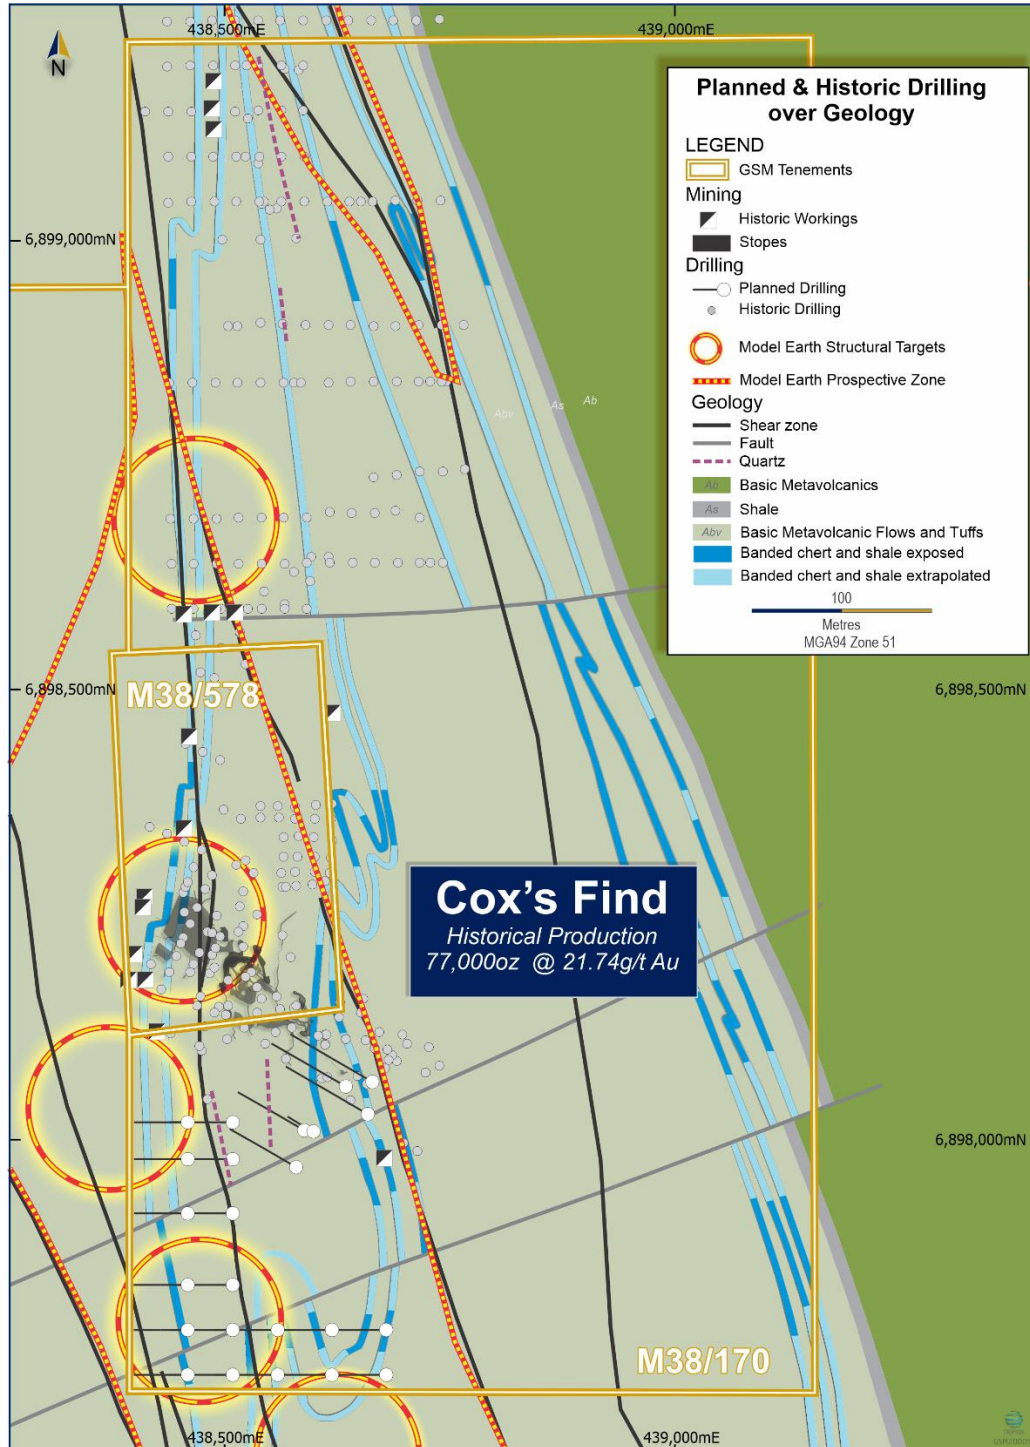 438,500mE
439,000mE
N
Planned & Historic Drilling
over Geology
LEGEND
GSM Tenements
Mining
Historic Workings
Stopes
Drilling
Planned Drilling
Historic Drilling
Model Earth Structural Targets
Model Earth Prospective Zone
Geology
Shear zone
Fault
Quartz
Ab Basic Metavolcanics
As Shale
Abv Basic Metavolcanic Flows and Tuffs
Banded chert and shale exposed
Banded chert and shale extrapolated
100
Metres
MGA94 Zone 51
6,899,000mN
Abv
As
Ab
6,898,500mN
6,898,500mN
M38/578
Cox's Find
Historical Production
77,000oz @ 21.74g/t Au
6,898,000mN
M38/170
438,500mE
439,000mE